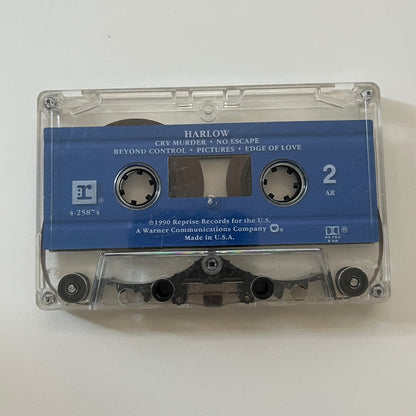 HARLOW
CRY MURDER • NO ESCAPE
BEYOND CONTROL • PICTURES • EDGE OF LOVE
r
4-25874
2
AR
℗1990 Reprise Records for the U.S.
A Warner Communications Company
Made in U.S.A.